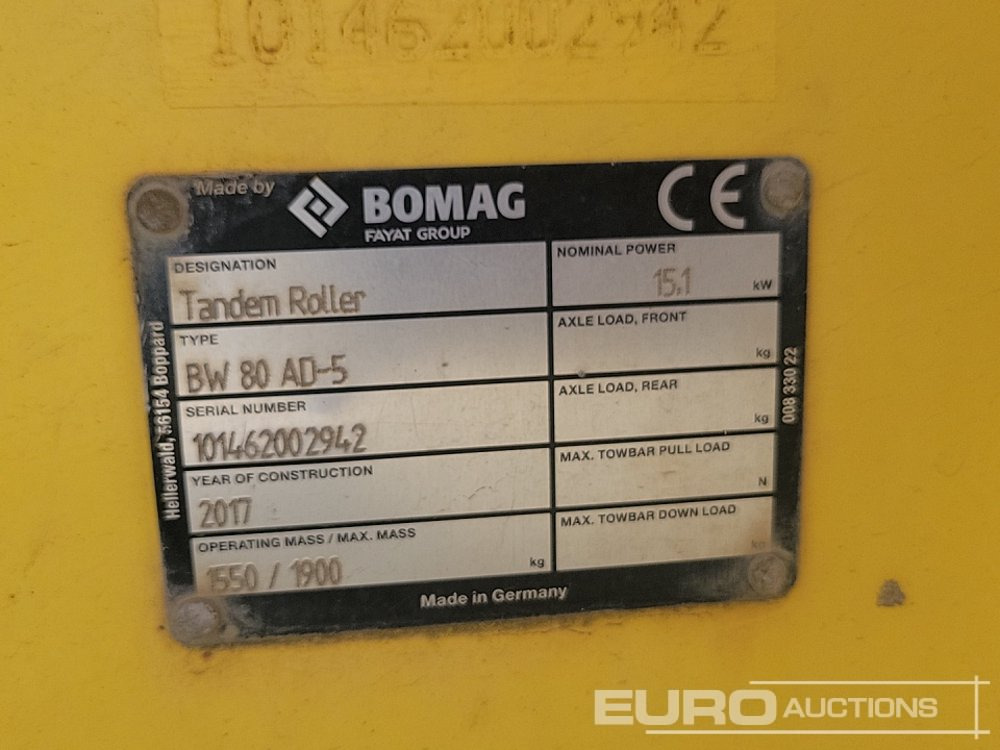 101462002942
Made by
BOMAG
FAYAT GROUP
CE
DESIGNATION
Tandem Roller
TYPE
BW 80 AD-5
SERIAL NUMBER
101462002942
YEAR OF CONSTRUCTION
2017
OPERATING MASS / MAX. MASS
1550 / 1900 kg
NOMINAL POWER
15,1 kW
AXLE LOAD, FRONT
kg
AXLE LOAD, REAR
kg
MAX. TOWBAR PULL LOAD
N
MAX. TOWBAR DOWN LOAD
kg
Hellerwald, 56154 Boppard
008 330 22
Made in Germany
EURO AUCTIONS